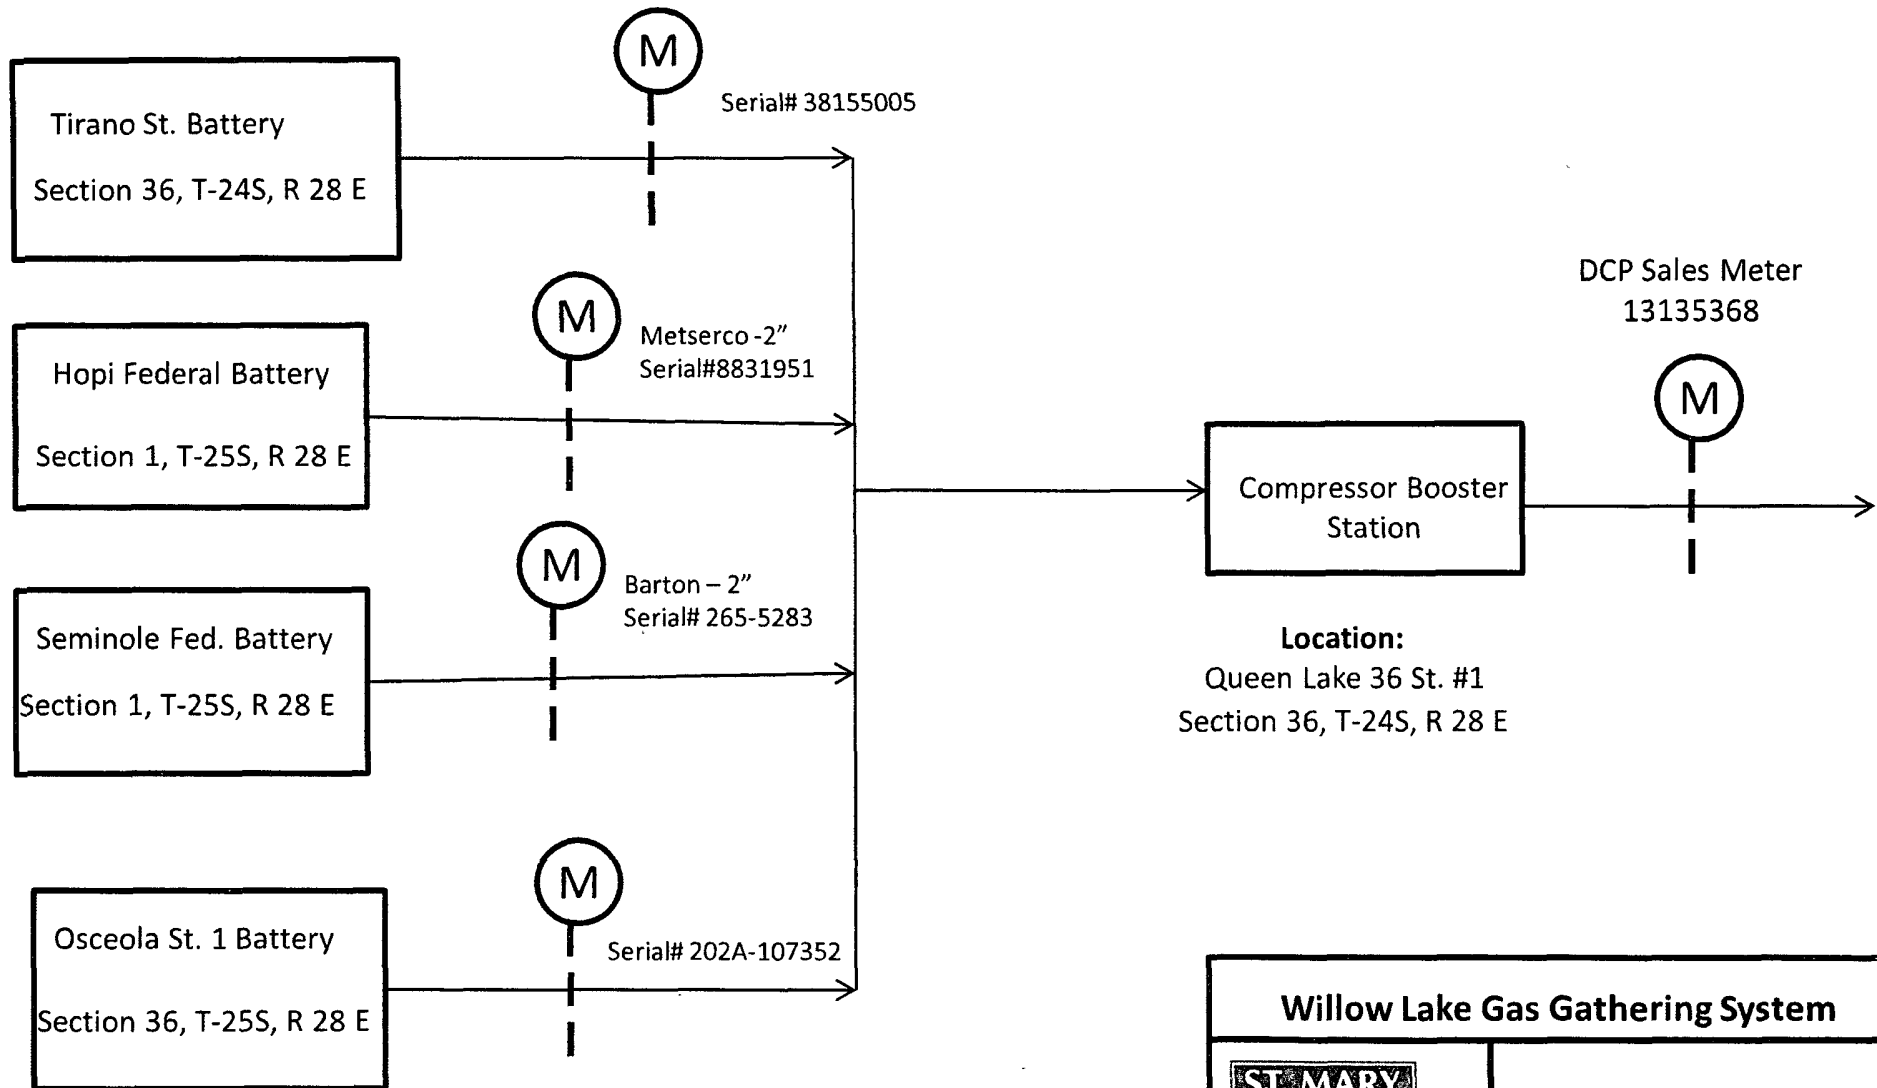 M
Serial# 38155005
Tirano St. Battery
Section 36, T-24S, R 28 E
M
Metserco -2”
Serial#8831951
Hopi Federal Battery
Section 1, T-25S, R 28 E
M
Barton – 2”
Serial# 265-5283
Seminole Fed. Battery
Section 1, T-25S, R 28 E
M
Serial# 202A-107352
Osceola St. 1 Battery
Section 36, T-25S, R 28 E
DCP Sales Meter
13135368
M
Compressor Booster
Station
Location:
Queen Lake 36 St. #1
Section 36, T-24S, R 28 E
Willow Lake Gas Gathering System
ST. MARY